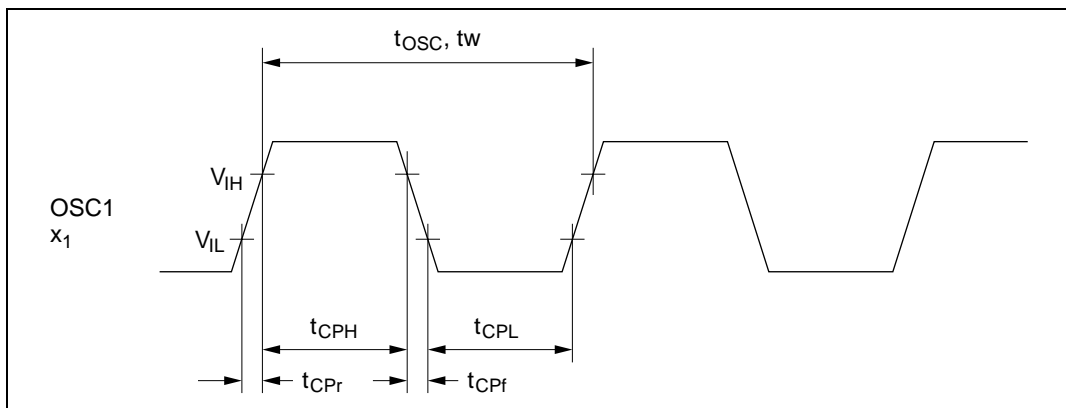 tOSC, tw
VIH
OSC1
x1
VIL
tCPH
tCPL
tCPr
tCPf